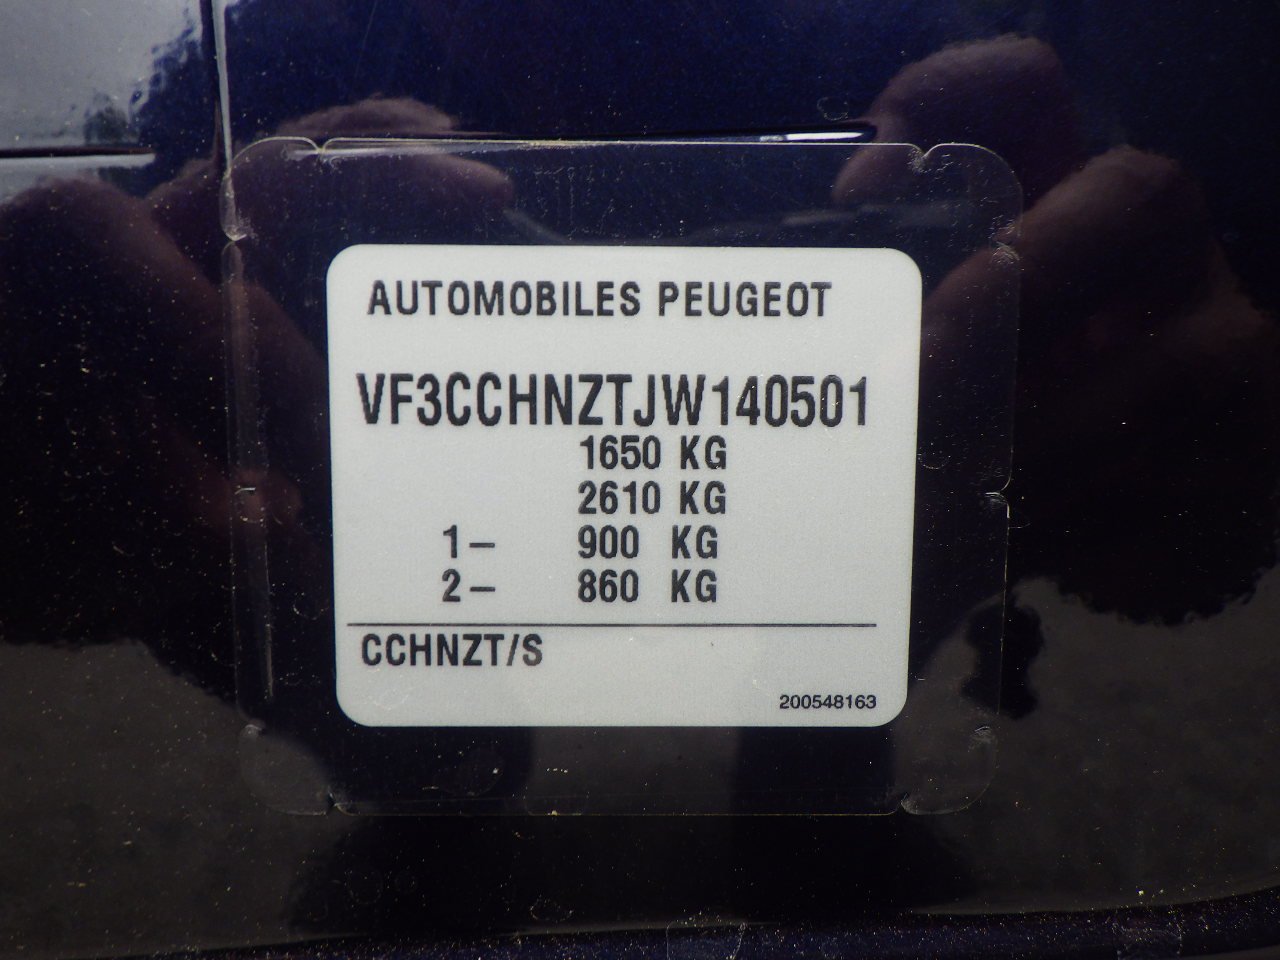 AUTOMOBILES PEUGEOT
VF3CCHNZTJW140501
1650 KG
2610 KG
1– 900 KG
2– 860 KG
CCHNZT/S
200548163